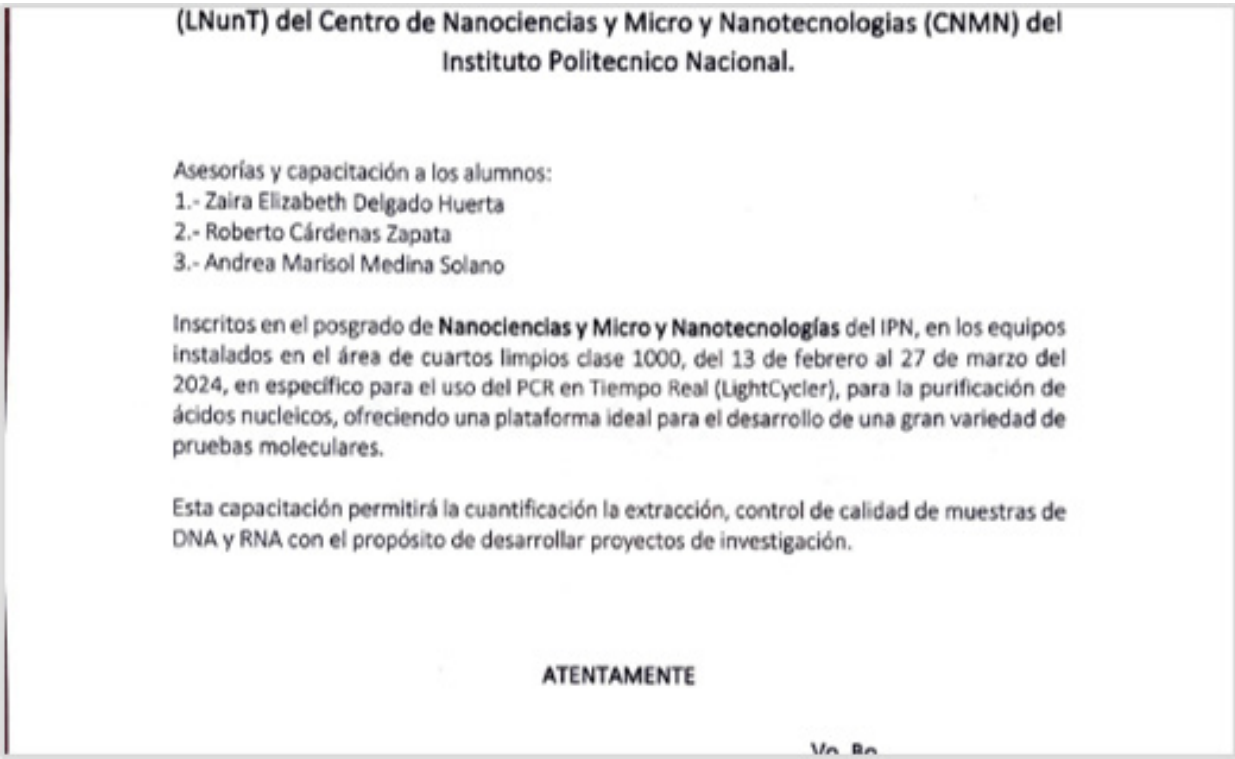 (LNunT) del Centro de Nanociencias y Micro y Nanotecnologias (CNMN) del
Instituto Politecnico Nacional.
Asesorías y capacitación a los alumnos:
1.- Zaira Elizabeth Delgado Huerta
2.- Roberto Cárdenas Zapata
3.- Andrea Marisol Medina Solano
Inscritos en el posgrado de Nanociencias y Micro y Nanotecnologías del IPN, en los equipos
instalados en el área de cuartos limpios clase 1000, del 13 de febrero al 27 de marzo del
2024, en específico para el uso del PCR en Tiempo Real (LightCycler), para la purificación de
ácidos nucleicos, ofreciendo una plataforma ideal para el desarrollo de una gran variedad de
pruebas moleculares.
Esta capacitación permitirá la cuantificación la extracción, control de calidad de muestras de
DNA y RNA con el propósito de desarrollar proyectos de investigación.
ATENTAMENTE
Vo. Bo.